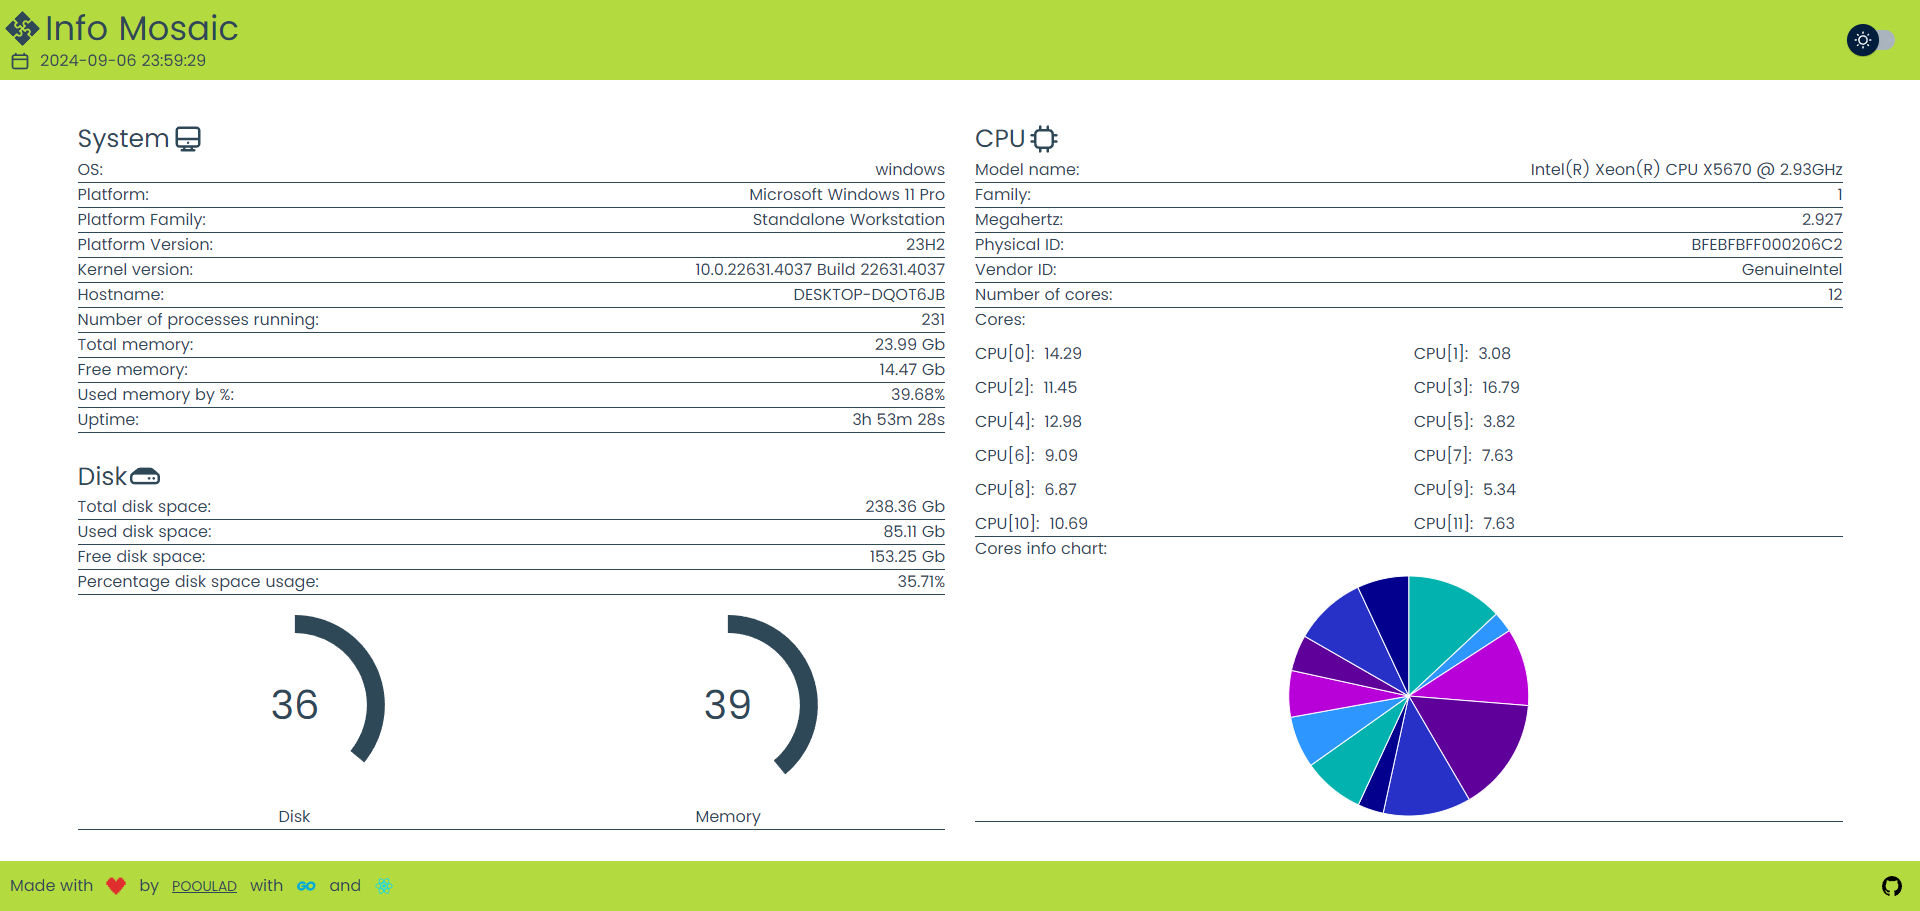 Info Mosaic
2024-09-06 23:59:29
System
OS: windows
Platform: Microsoft Windows 11 Pro
Platform Family: Standalone Workstation
Platform Version: 23H2
Kernel version: 10.0.22631.4037 Build 22631.4037
Hostname: DESKTOP-DQOT6JB
Number of processes running: 231
Total memory: 23.99 Gb
Free memory: 14.47 Gb
Used memory by %: 39.68%
Uptime: 3h 53m 28s
Disk
Total disk space: 238.36 Gb
Used disk space: 85.11 Gb
Free disk space: 153.25 Gb
Percentage disk space usage: 35.71%
36
Disk
39
Memory
CPU
Model name: Intel(R) Xeon(R) CPU X5670 @ 2.93GHz
Family: 1
Megahertz: 2.927
Physical ID: BFEBFBFF000206C2
Vendor ID: GenuineIntel
Number of cores: 12
Cores:
CPU[0]: 14.29 CPU[1]: 3.08
CPU[2]: 11.45 CPU[3]: 16.79
CPU[4]: 12.98 CPU[5]: 3.82
CPU[6]: 9.09 CPU[7]: 7.63
CPU[8]: 6.87 CPU[9]: 5.34
CPU[10]: 10.69 CPU[11]: 7.63
Cores info chart:
Made with by POOULAD with GO and